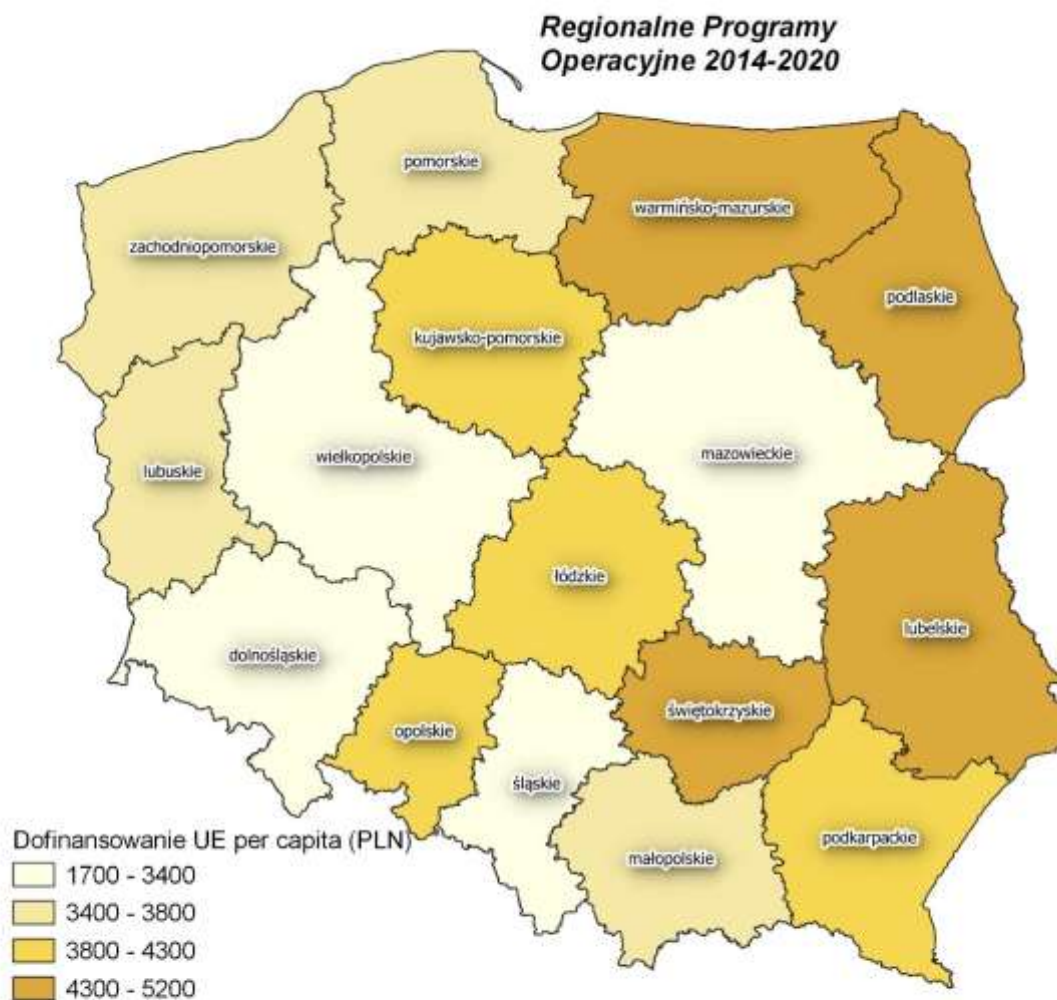 Regionalne Programy
Operacyjne 2014-2020
pomorskie
warmińsko-mazurskie
zachodniopomorskie
podlaskie
kujawsko-pomorskie
mazowieckie
wielkopolskie
lubuskie
łódzkie
lubelskie
dolnośląskie
świętokrzyskie
opolskie
śląskie
podkarpackie
małopolskie
Dofinansowanie UE per capita (PLN)
1700 - 3400
3400 - 3800
3800 - 4300
4300 - 5200